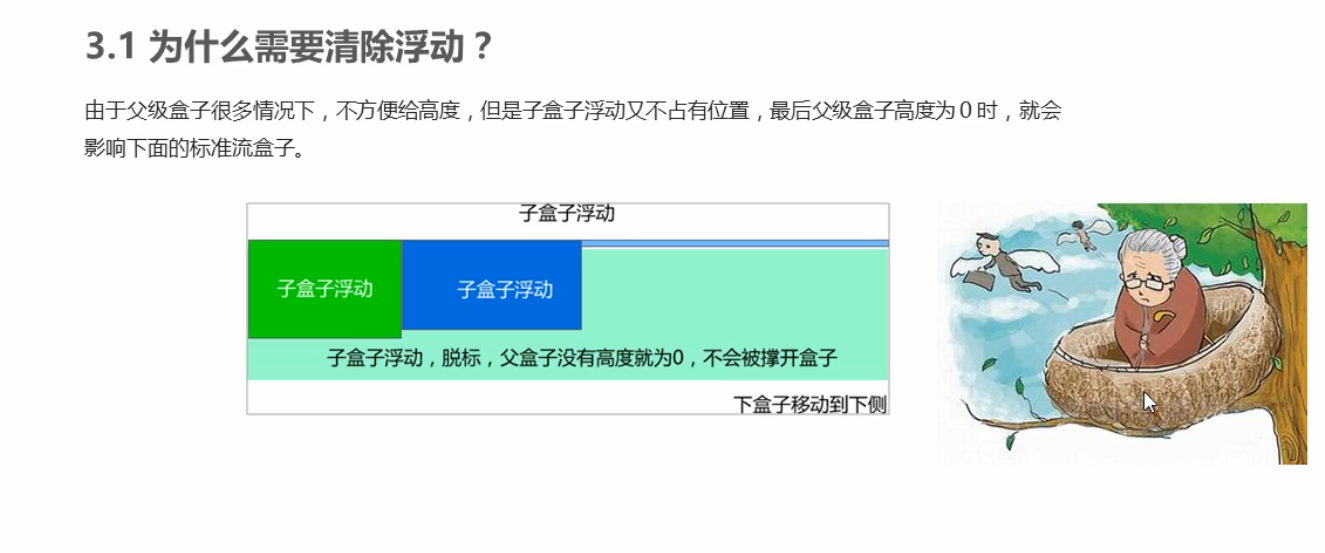 3.1 为什么需要清除浮动？
由于父级盒子很多情况下，不方便给高度，但是子盒子浮动又不占有位置，最后父级盒子高度为 0 时，就会
影响下面的标准流盒子。
子盒子浮动
子盒子浮动
子盒子浮动
子盒子浮动，脱标，父盒子没有高度就为0，不会被撑开盒子
下盒子移动到下侧